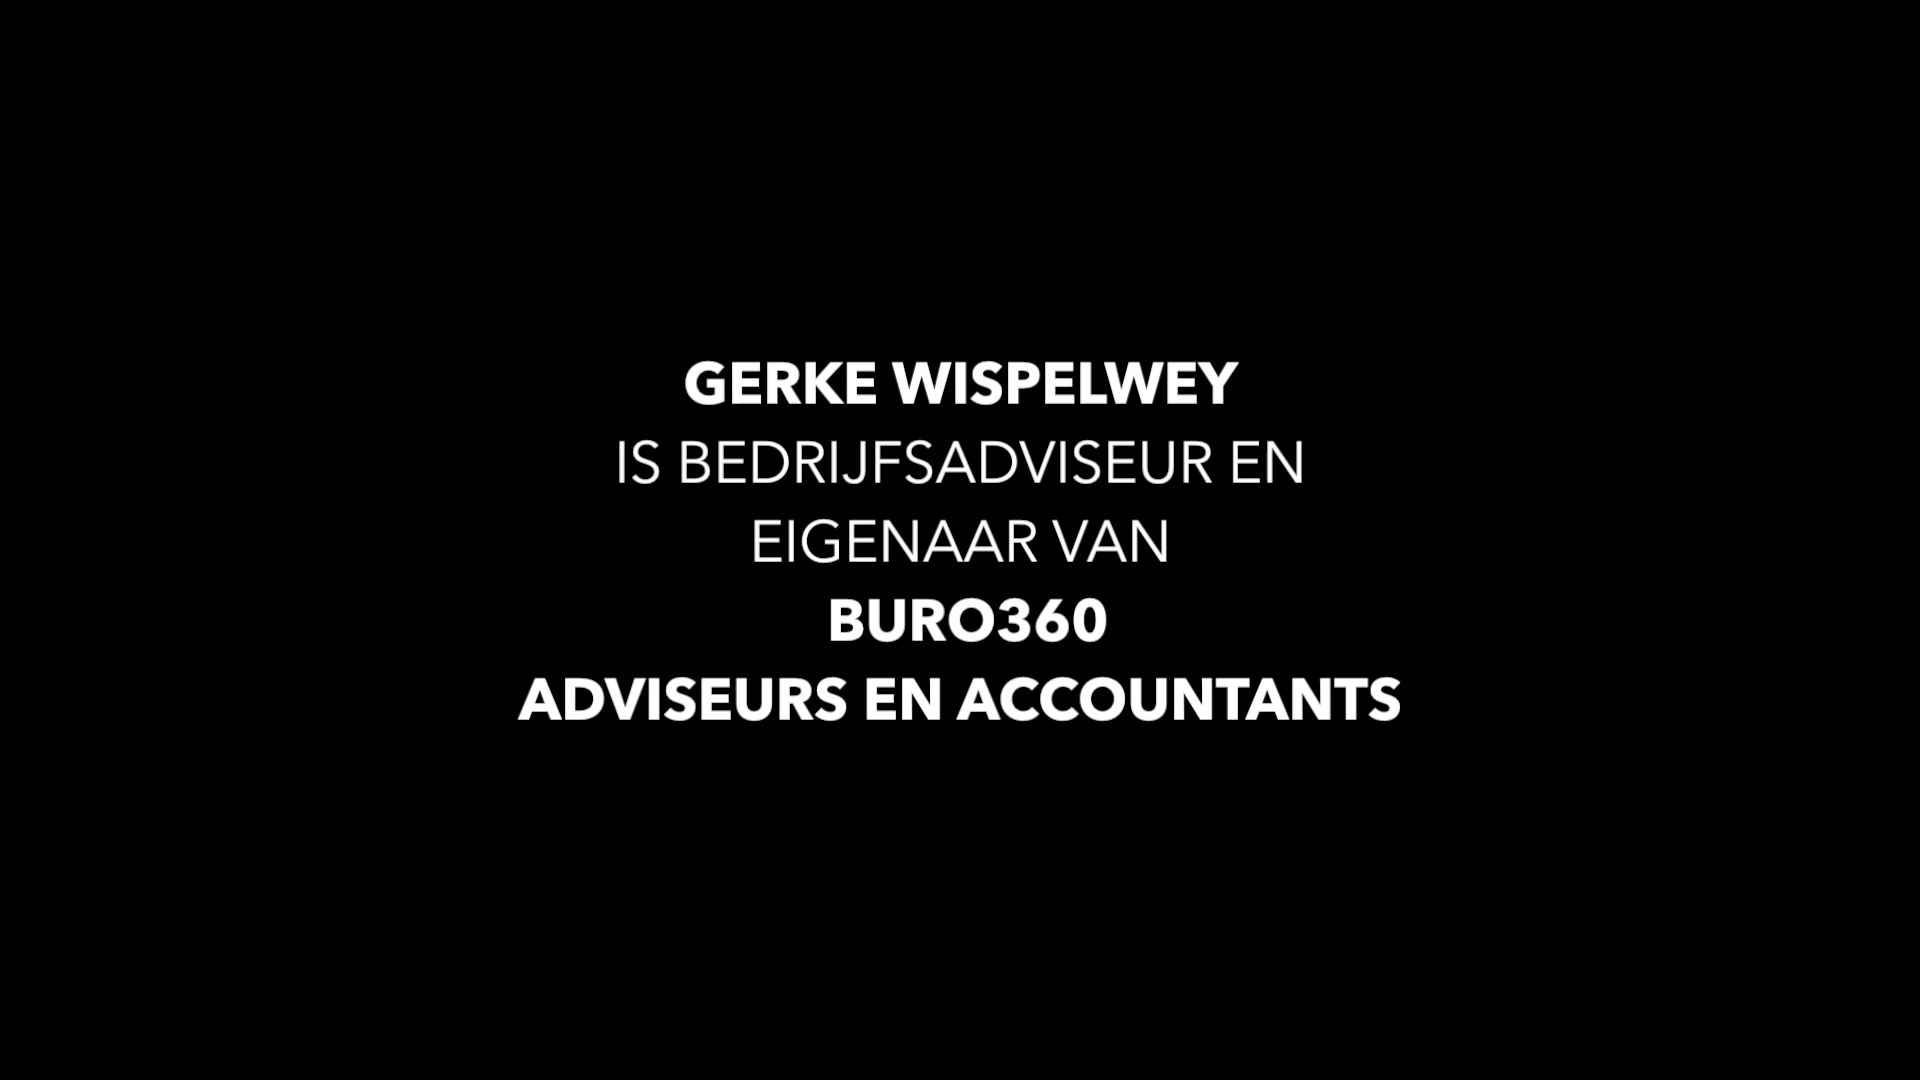 GERKE WISPELWEY
IS BEDRIJFSADVISEUR EN
EIGENAAR VAN
BURO360
ADVISEURS EN ACCOUNTANTS